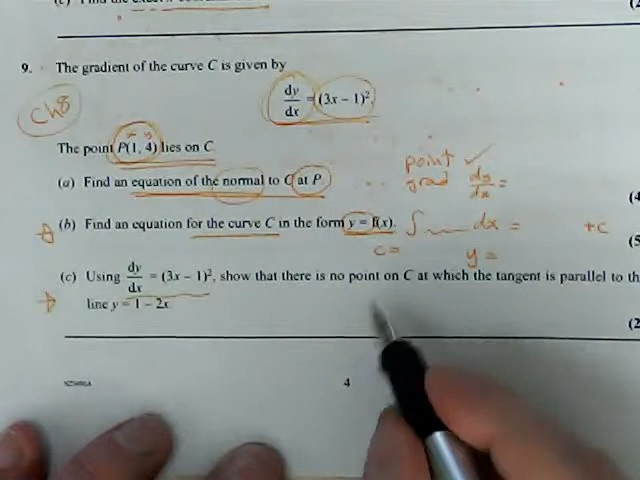 9. The gradient of the curve C is given by
Ch8
dy/dx = (3x − 1)².
The point P(1, 4) lies on C.
point ✓
(a) Find an equation of the normal to C at P.
grad dy/dx =
(4
(b) Find an equation for the curve C in the form y = f(x).
∫ dx = +c
(5
c= y =
(c) Using dy/dx = (3x − 1)², show that there is no point on C at which the tangent is parallel to th
line y = 1 − 2x
(2
4